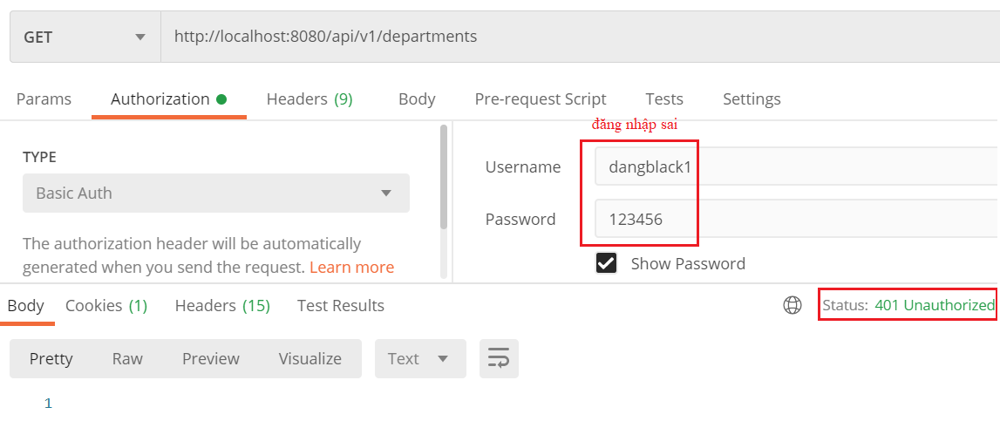 GET http://localhost:8080/api/v1/departments
Params Authorization Headers (9) Body Pre-request Script Tests Settings
đăng nhập sai
TYPE
Basic Auth
The authorization header will be automatically
generated when you send the request. Learn more
Username dangblack1
Password 123456
Show Password
Body Cookies (1) Headers (15) Test Results Status: 401 Unauthorized
Pretty Raw Preview Visualize Text
1